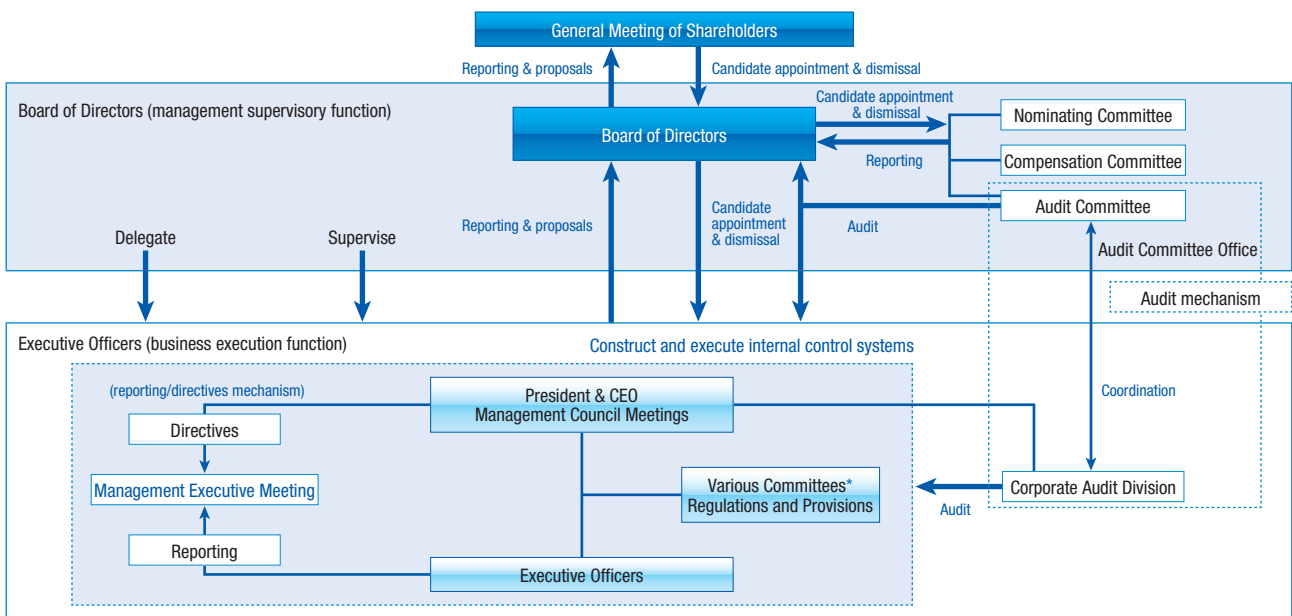 General Meeting of Shareholders
Reporting & proposals
Candidate appointment & dismissal
Board of Directors (management supervisory function)
Board of Directors
Candidate appointment
& dismissal
Reporting
Nominating Committee
Compensation Committee
Audit Committee
Reporting & proposals
Candidate
appointment
& dismissal
Audit
Delegate
Supervise
Audit Committee Office
Audit mechanism
Executive Officers (business execution function)
Construct and execute internal control systems
(reporting/directives mechanism)
President & CEO
Management Council Meetings
Coordination
Directives
Management Executive Meeting
Various Committees*
Regulations and Provisions
Corporate Audit Division
Audit
Reporting
Executive Officers